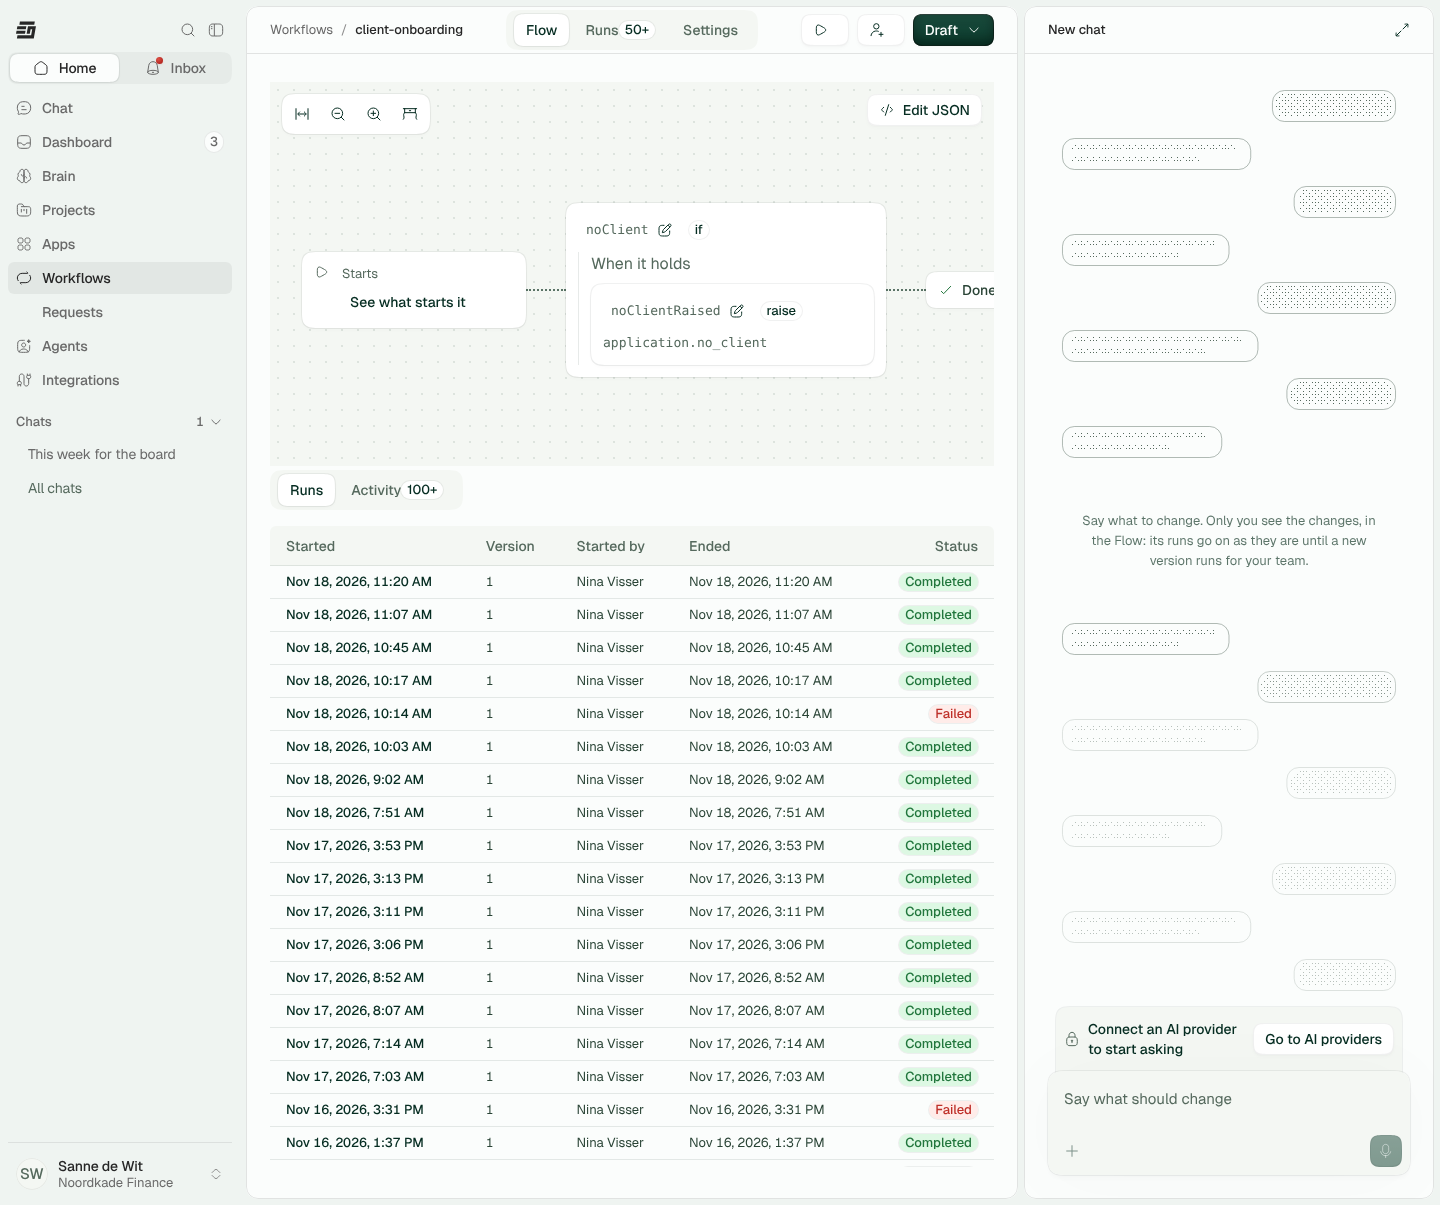 Home
Inbox
Chat
Dashboard
3
Brain
Projects
Apps
Workflows
Requests
Agents
Integrations
Chats
1
This week for the board
All chats
SW
Sanne de Wit
Noordkade Finance
Workflows / client-onboarding
Flow
Runs 50+
Settings
Draft
Edit JSON
Starts
See what starts it
noClient
if
When it holds
noClientRaised
raise
application.no_client
Done
Runs
Activity 100+
Started Version Started by Ended Status
Nov 18, 2026, 11:20 AM 1 Nina Visser Nov 18, 2026, 11:20 AM Completed
Nov 18, 2026, 11:07 AM 1 Nina Visser Nov 18, 2026, 11:07 AM Completed
Nov 18, 2026, 10:45 AM 1 Nina Visser Nov 18, 2026, 10:45 AM Completed
Nov 18, 2026, 10:17 AM 1 Nina Visser Nov 18, 2026, 10:17 AM Completed
Nov 18, 2026, 10:14 AM 1 Nina Visser Nov 18, 2026, 10:14 AM Failed
Nov 18, 2026, 10:03 AM 1 Nina Visser Nov 18, 2026, 10:03 AM Completed
Nov 18, 2026, 9:02 AM 1 Nina Visser Nov 18, 2026, 9:02 AM Completed
Nov 18, 2026, 7:51 AM 1 Nina Visser Nov 18, 2026, 7:51 AM Completed
Nov 17, 2026, 3:53 PM 1 Nina Visser Nov 17, 2026, 3:53 PM Completed
Nov 17, 2026, 3:13 PM 1 Nina Visser Nov 17, 2026, 3:13 PM Completed
Nov 17, 2026, 3:11 PM 1 Nina Visser Nov 17, 2026, 3:11 PM Completed
Nov 17, 2026, 3:06 PM 1 Nina Visser Nov 17, 2026, 3:06 PM Completed
Nov 17, 2026, 8:52 AM 1 Nina Visser Nov 17, 2026, 8:52 AM Completed
Nov 17, 2026, 8:07 AM 1 Nina Visser Nov 17, 2026, 8:07 AM Completed
Nov 17, 2026, 7:14 AM 1 Nina Visser Nov 17, 2026, 7:14 AM Completed
Nov 17, 2026, 7:03 AM 1 Nina Visser Nov 17, 2026, 7:03 AM Completed
Nov 16, 2026, 3:31 PM 1 Nina Visser Nov 16, 2026, 3:31 PM Failed
Nov 16, 2026, 1:37 PM 1 Nina Visser Nov 16, 2026, 1:37 PM Completed
New chat
Say what to change. Only you see the changes, in
the Flow: its runs go on as they are until a new
version runs for your team.
Connect an AI provider
to start asking
Go to AI providers
Say what should change